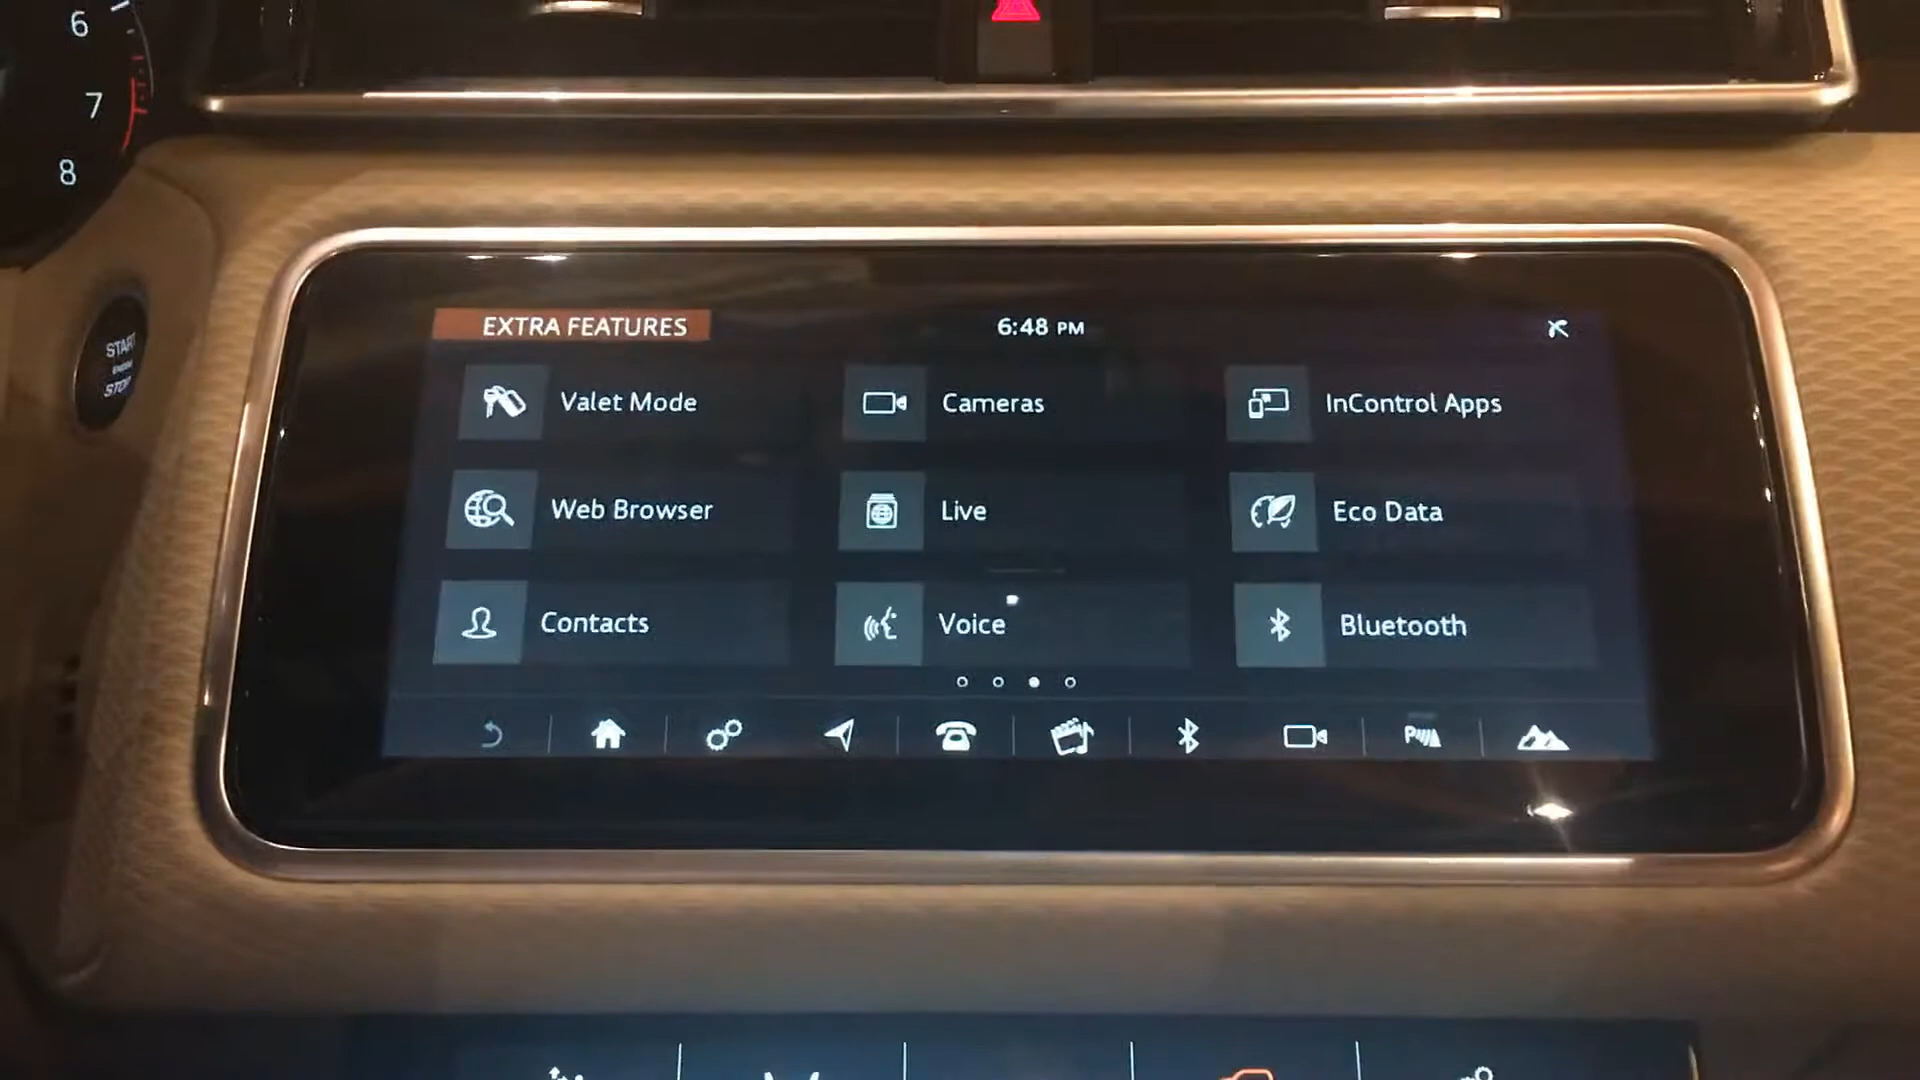 6
7
8
START
ENGINE
STOP
EXTRA FEATURES
6:48 PM
Valet Mode
Cameras
InControl Apps
Web Browser
Live
Eco Data
Contacts
Voice
Bluetooth
P